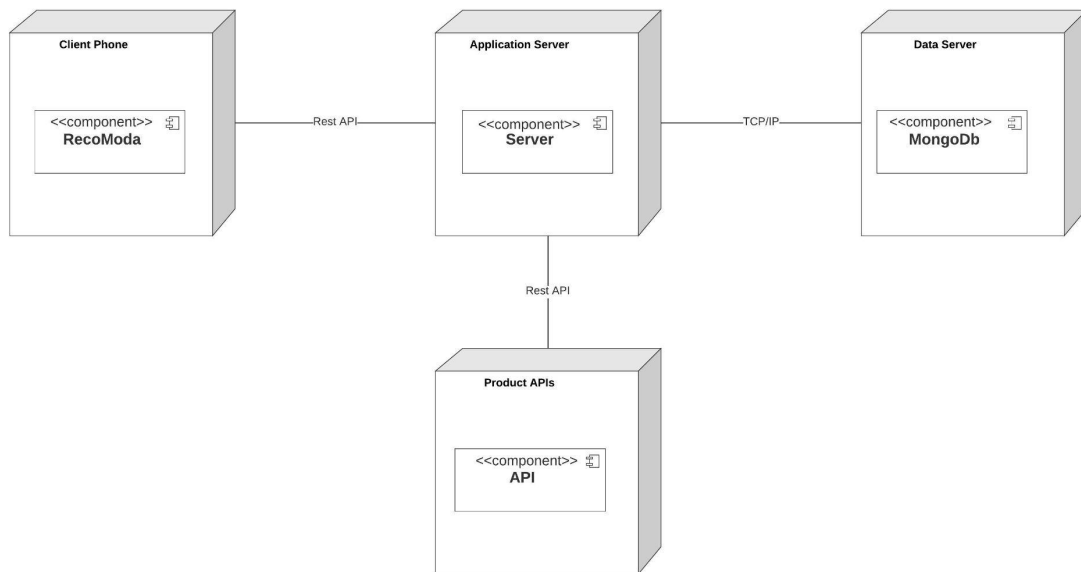 Client Phone
<<component>>
RecoModa
Rest API
Application Server
<<component>>
Server
TCP/IP
Data Server
<<component>>
MongoDb
Rest API
Product APIs
<<component>>
API